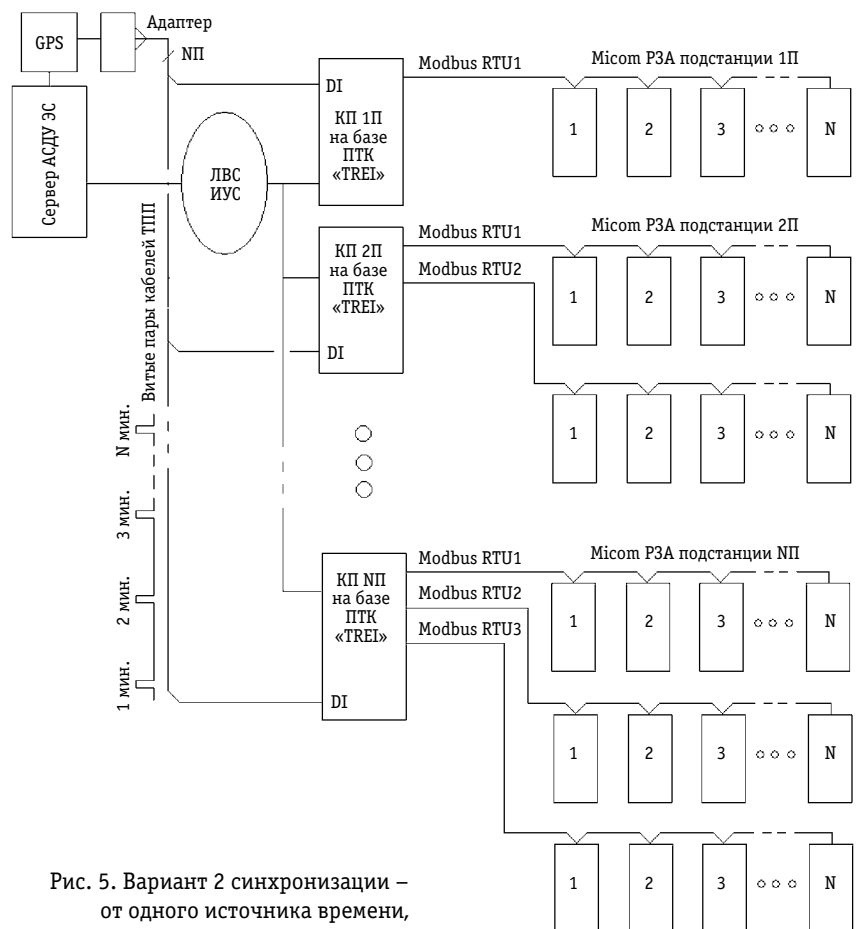 Адаптер
GPS
NП
Сервер АСДУ ЭС
ЛВС
ИУС
Витые пары кабелей ТПП
N мин.
3 мин.
2 мин.
1 мин.
DI
КП 1П
на базе
ПТК
«TREI»
Modbus RTU1
Micom РЗА подстанции 1П
1
2
3
N
КП 2П
на базе
ПТК
«TREI»
DI
Modbus RTU1
Modbus RTU2
Micom РЗА подстанции 2П
1
2
3
N
1
2
3
N
КП NП
на базе
ПТК
«TREI»
DI
Modbus RTU1
Modbus RTU2
Modbus RTU3
Micom РЗА подстанции NП
1
2
3
N
1
2
3
N
1
2
3
N
Рис. 5. Вариант 2 синхронизации –
от одного источника времени,